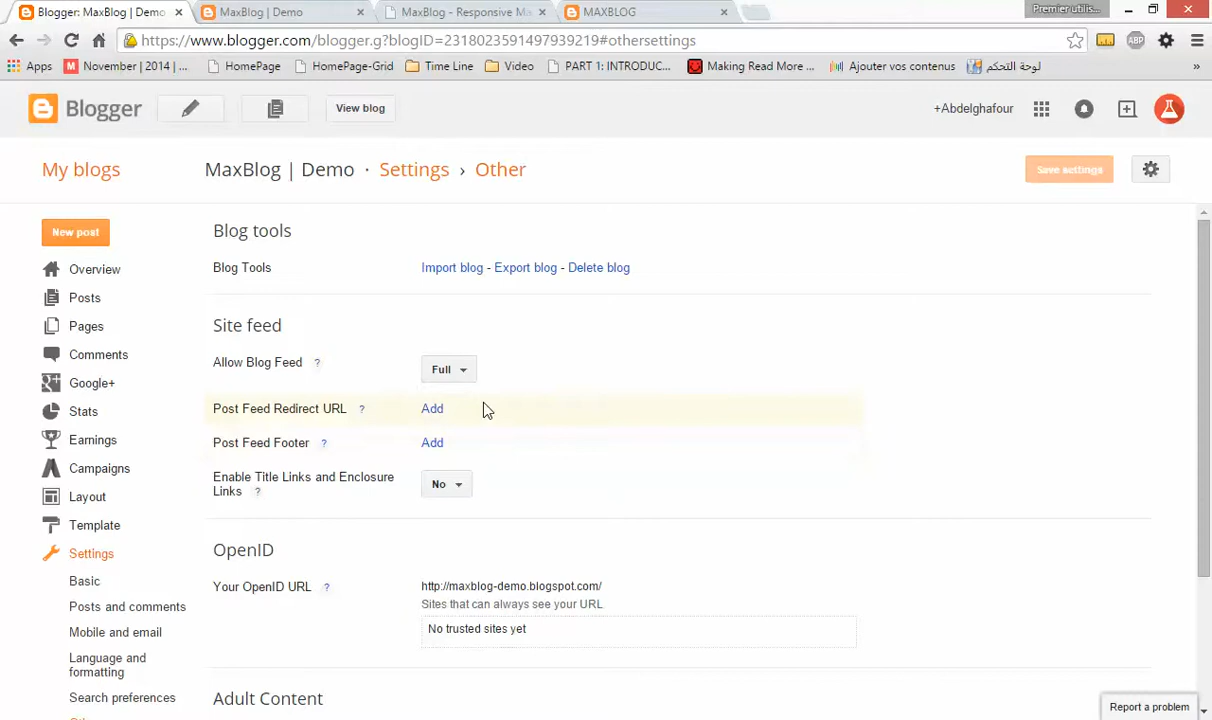 Blogger: MaxBlog | Demo
MaxBlog | Demo
MaxBlog - Responsive Ma
MAXBLOG
Premier utilis...
https://www.blogger.com/blogger.g?blogID=2318023591497939219#othersettings
ABP
Apps
November | 2014 | ...
HomePage
HomePage-Grid
Time Line
Video
PART 1: INTRODUC...
Making Read More ...
Ajouter vos contenus
لوحة التحكم
»
Blogger
View blog
+Abdelghafour
My blogs
MaxBlog | Demo · Settings › Other
Save settings
New post
Overview
Posts
Pages
Comments
Google+
Stats
Earnings
Campaigns
Layout
Template
Settings
Basic
Posts and comments
Mobile and email
Language and
formatting
Search preferences
Blog tools
Blog Tools
Import blog - Export blog - Delete blog
Site feed
Allow Blog Feed ?
Full
Post Feed Redirect URL ?
Add
Post Feed Footer ?
Add
Enable Title Links and Enclosure
Links ?
No
OpenID
Your OpenID URL ?
http://maxblog-demo.blogspot.com/
Sites that can always see your URL
No trusted sites yet
Adult Content
Report a problem